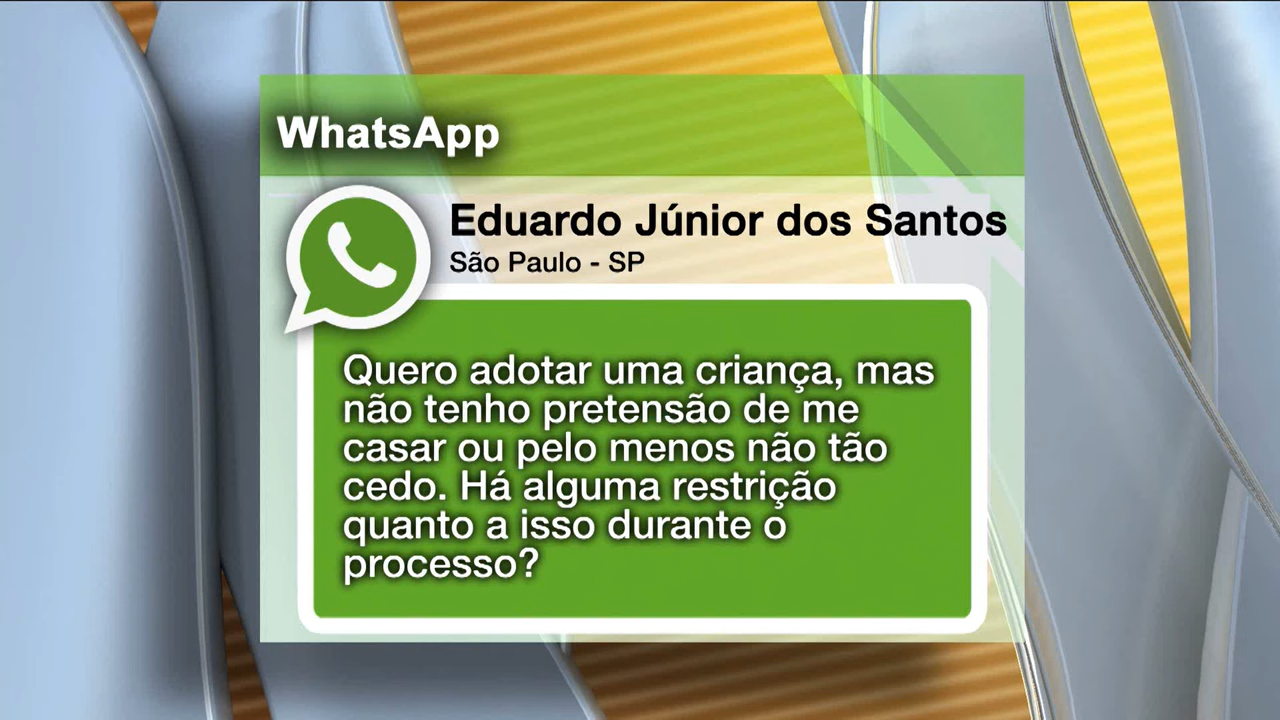 WhatsApp
Eduardo Júnior dos Santos
São Paulo - SP
Quero adotar uma criança, mas
não tenho pretensão de me
casar ou pelo menos não tão
cedo. Há alguma restrição
quanto a isso durante o
processo?